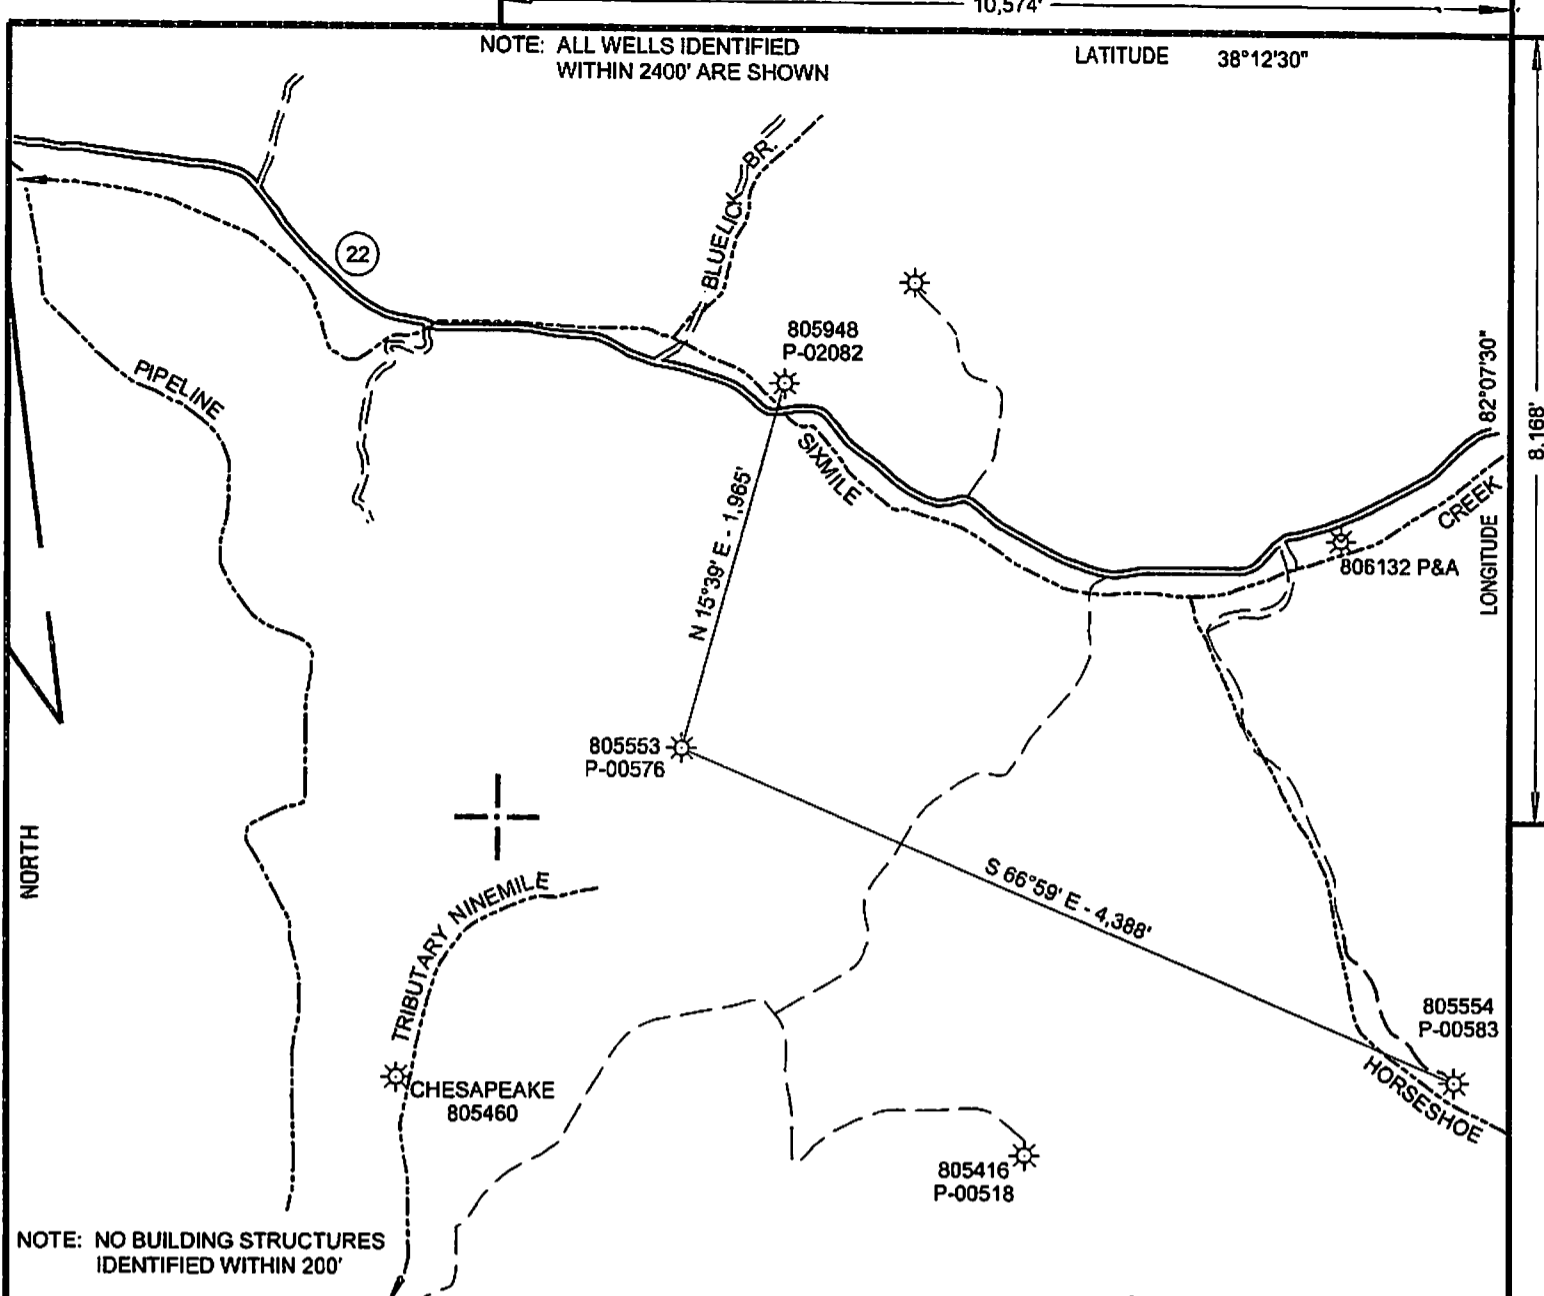 10,574'
NOTE: ALL WELLS IDENTIFIED
WITHIN 2400' ARE SHOWN
LATITUDE 38°12'30"
BLUELICK BR.
22
805948
P-02082
PIPELINE
SIXMILE
82°07'30"
8,168'
LONGITUDE
CREEK
806132 P&A
N 15°39' E - 1,965'
805553
P-00576
NORTH
S 66°59' E - 4,388'
TRIBUTARY NINEMILE
805554
P-00583
HORSESHOE
CHESAPEAKE
805460
805416
P-00518
NOTE: NO BUILDING STRUCTURES
IDENTIFIED WITHIN 200'